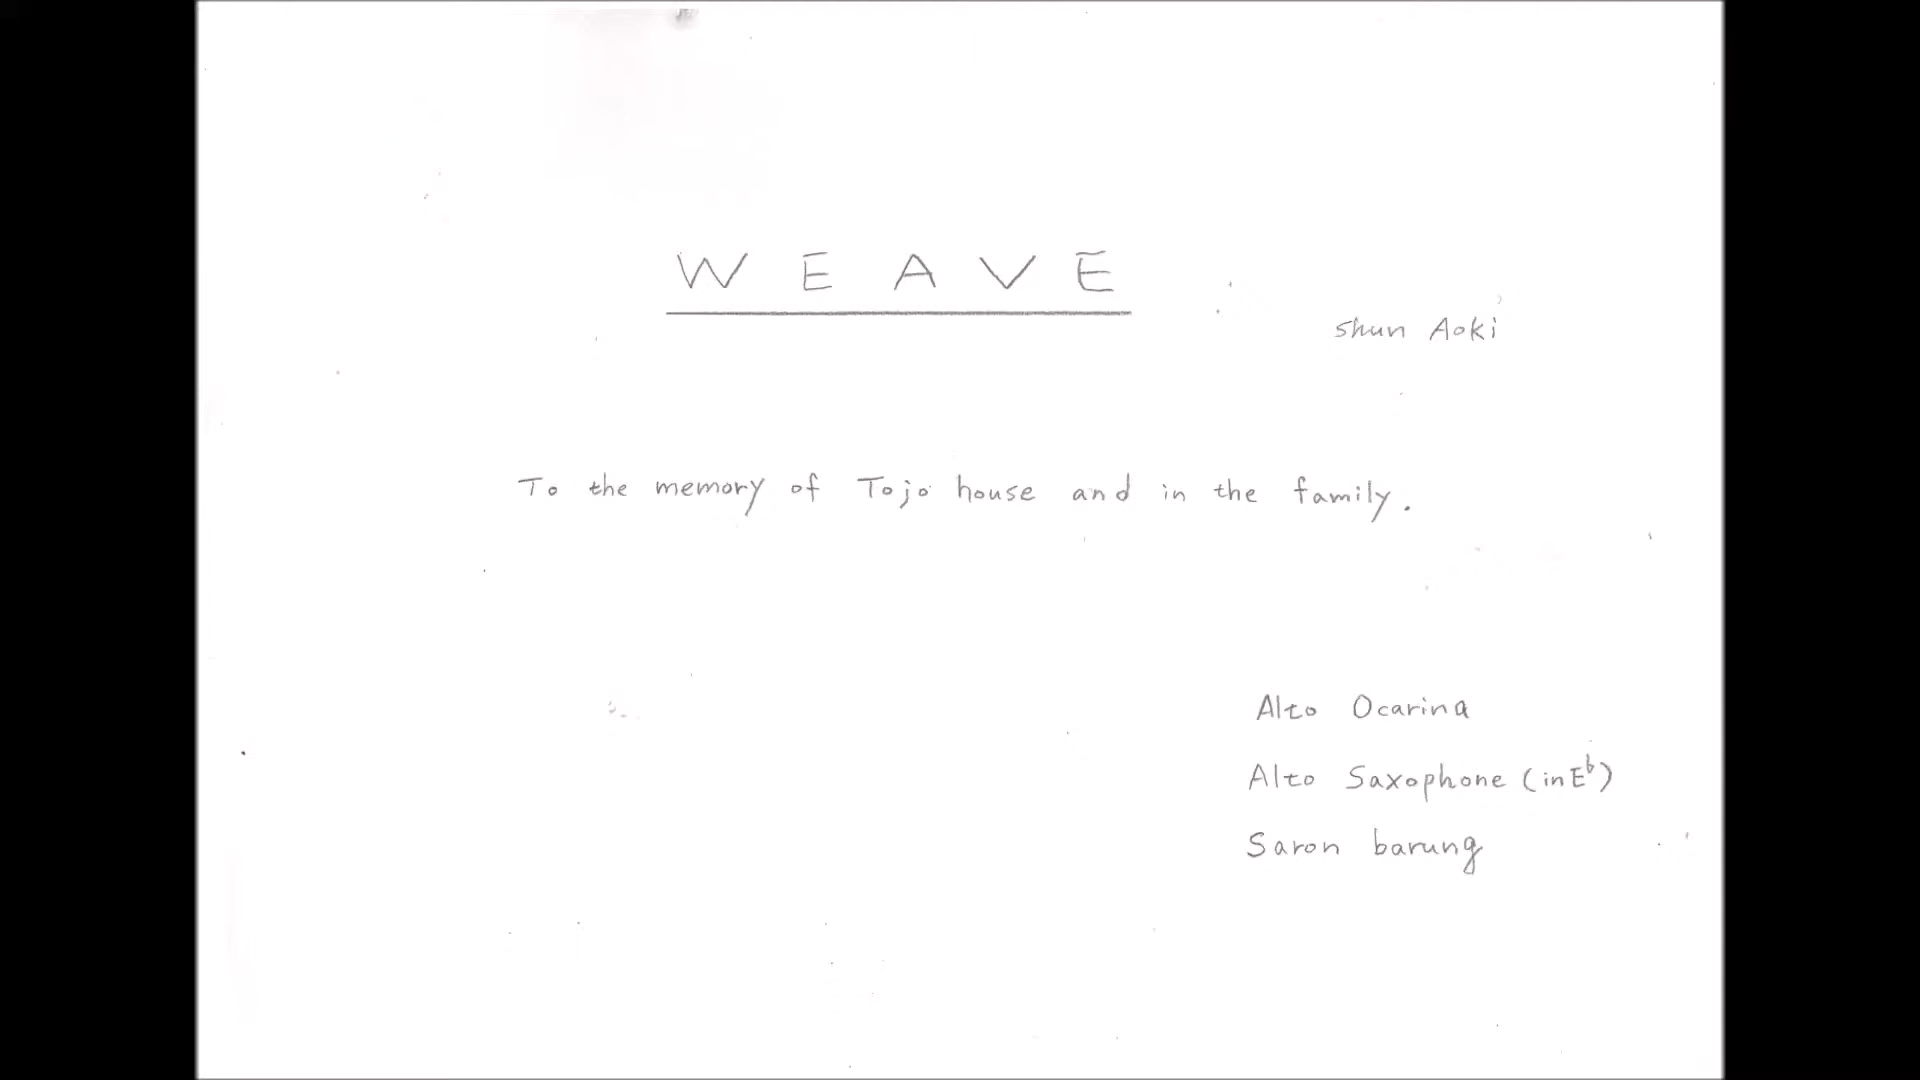 W E A V E
Shun Aoki
To the memory of Tojo house and in the family.
Alto Ocarina
Alto Saxophone (in E♭)
Saron barung